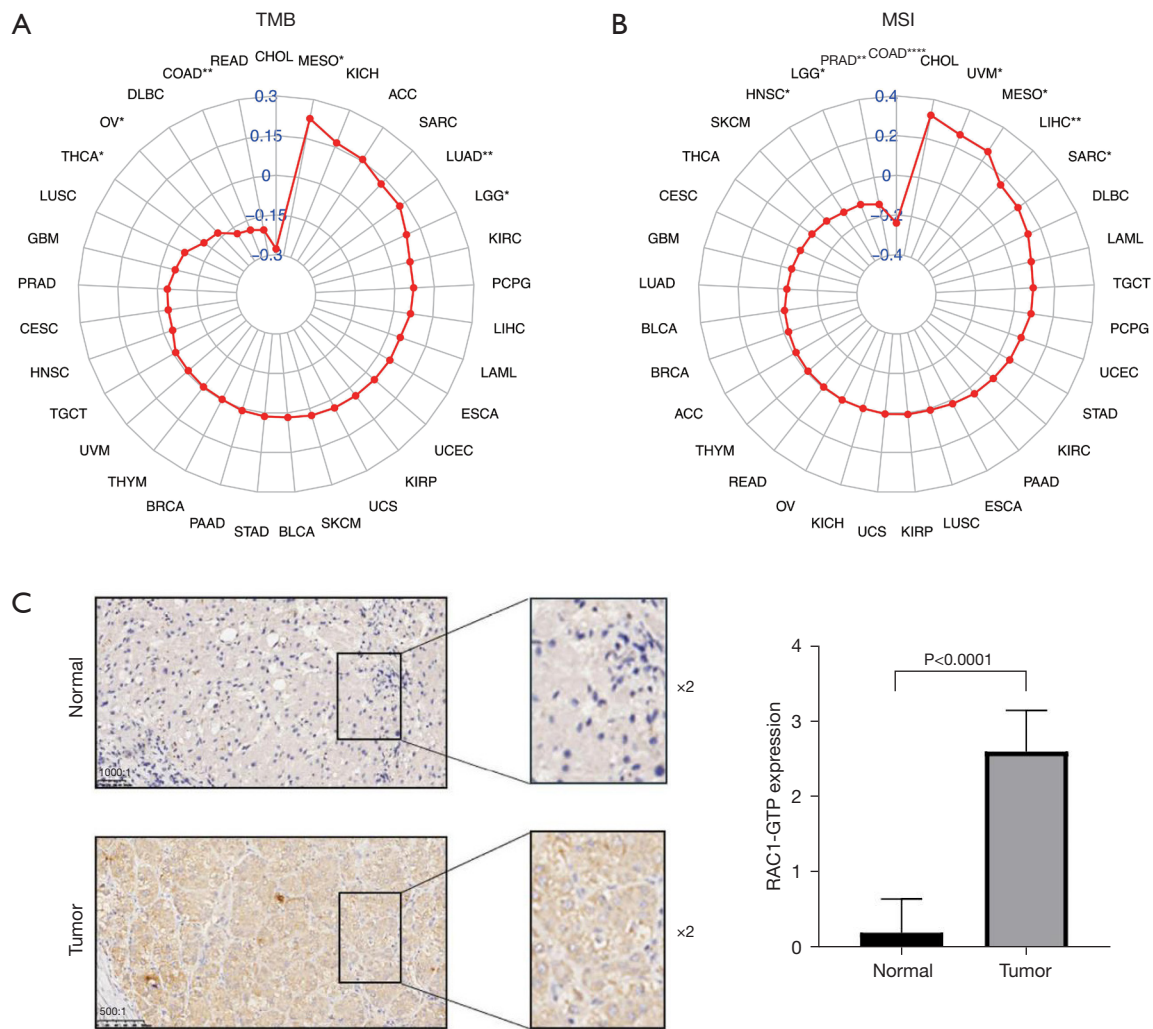 A
TMB
CHOL
MESO*
KICH
ACC
SARC
LUAD**
LGG*
KIRC
PCPG
LIHC
LAML
ESCA
UCEC
KIRP
UCS
SKCM
BLCA
STAD
PAAD
BRCA
THYM
UVM
TGCT
HNSC
CESC
PRAD
GBM
LUSC
THCA*
OV*
DLBC
COAD**
READ
0.3
0.15
0
−0.15
−0.3
B
MSI
COAD****
CHOL
UVM*
MESO*
LIHC**
SARC*
DLBC
LAML
TGCT
PCPG
UCEC
STAD
KIRC
PAAD
ESCA
LUSC
KIRP
UCS
KICH
OV
READ
THYM
ACC
BRCA
BLCA
LUAD
GBM
CESC
THCA
SKCM
HNSC*
LGG*
PRAD**
0.4
0.2
0
−0.2
−0.4
C
Normal
1000:1
×2
Tumor
500:1
×2
RAC1-GTP expression
4
3
2
1
0
P<0.0001
Normal
Tumor